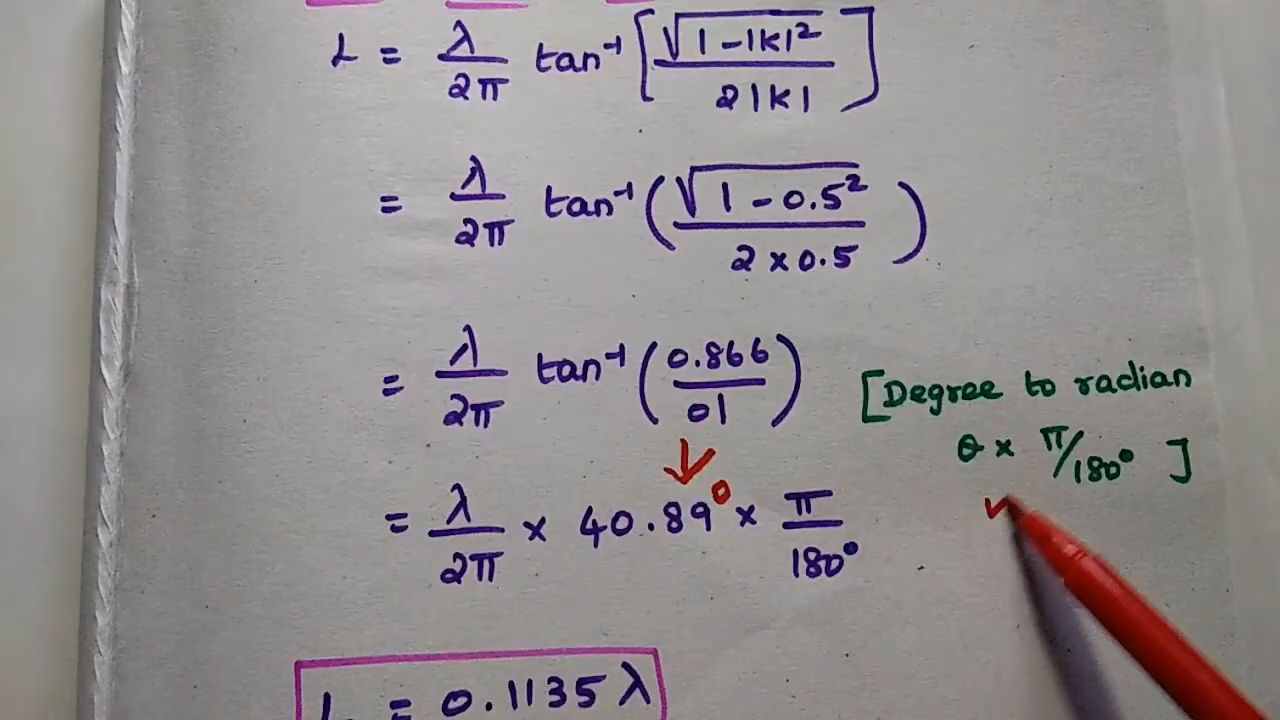 L = λ/2π tan⁻¹ [√1-|K|² / 2|K|]
= λ/2π tan⁻¹ (√1-0.5² / 2×0.5)
= λ/2π tan⁻¹ (0.866/01)
[Degree to radian
θ × π/180° ]
= λ/2π × 40.89° × π/180°
L = 0.1135 λ